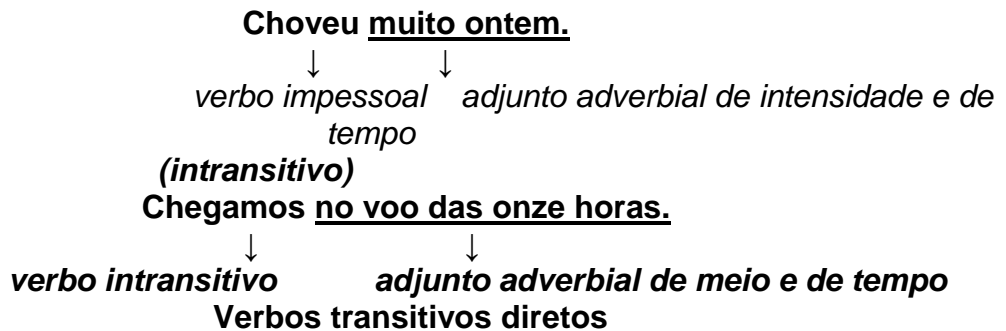 Choveu muito ontem.
↓ ↓
verbo impessoal adjunto adverbial de intensidade e de
tempo
(intransitivo)
Chegamos no voo das onze horas.
↓ ↓
verbo intransitivo adjunto adverbial de meio e de tempo
Verbos transitivos diretos